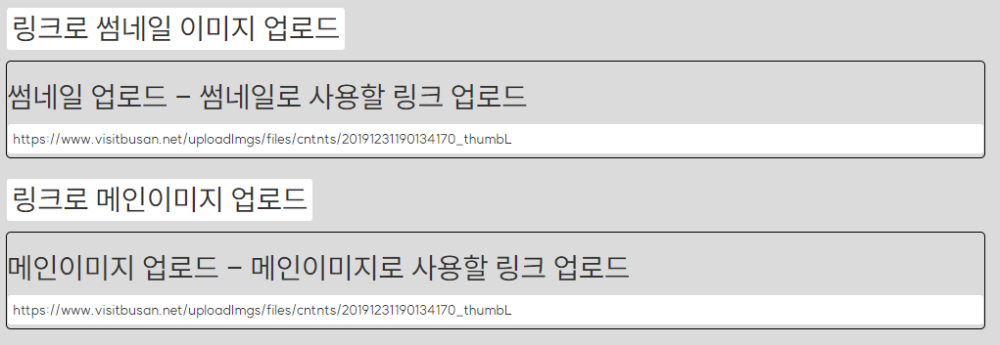 링크로 썸네일 이미지 업로드
썸네일 업로드 - 썸네일로 사용할 링크 업로드
https://www.visitbusan.net/uploadImgs/files/cntnts/20191231190134170_thumbL
링크로 메인이미지 업로드
메인이미지 업로드 - 메인이미지로 사용할 링크 업로드
https://www.visitbusan.net/uploadImgs/files/cntnts/20191231190134170_thumbL